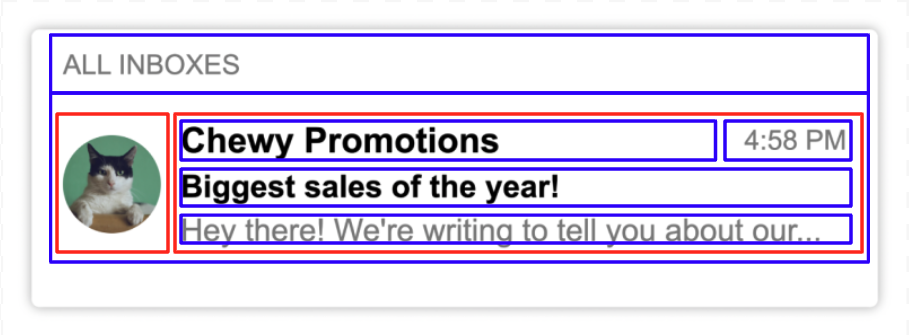 ALL INBOXES
Chewy Promotions 4:58 PM
Biggest sales of the year!
Hey there! We're writing to tell you about our...